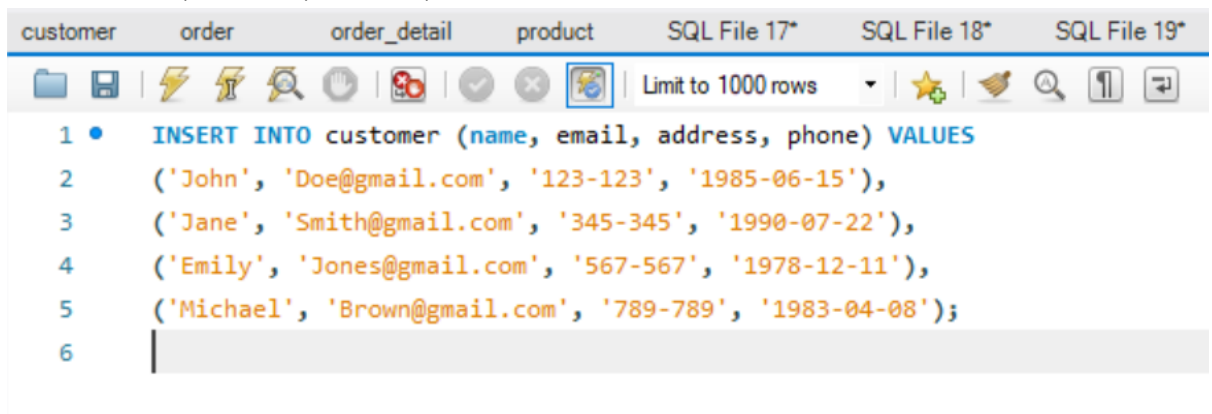 customer order order_detail product SQL File 17* SQL File 18* SQL File 19*
Limit to 1000 rows
1 INSERT INTO customer (name, email, address, phone) VALUES
2 ('John', 'Doe@gmail.com', '123-123', '1985-06-15'),
3 ('Jane', 'Smith@gmail.com', '345-345', '1990-07-22'),
4 ('Emily', 'Jones@gmail.com', '567-567', '1978-12-11'),
5 ('Michael', 'Brown@gmail.com', '789-789', '1983-04-08');
6